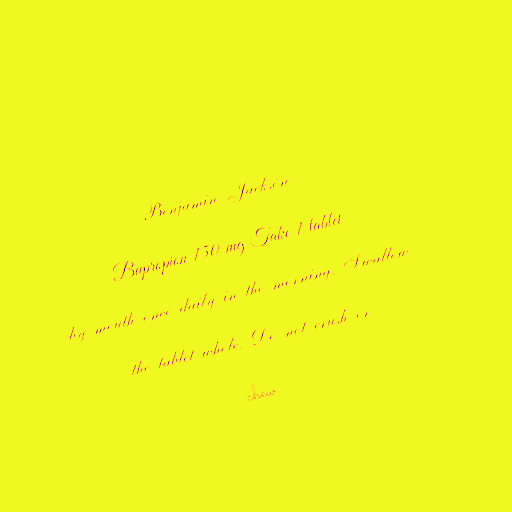 Benjamin Jackson
Bupropion 150 mg Take 1 tablet
by mouth once daily in the morning. Swallow
the tablet whole. Do not crush or